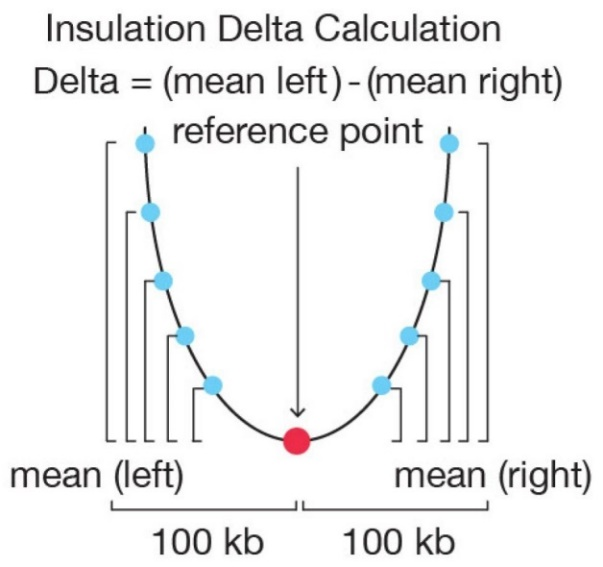 Insulation Delta Calculation
Delta = (mean left) - (mean right)
reference point
mean (left)
mean (right)
100 kb
100 kb